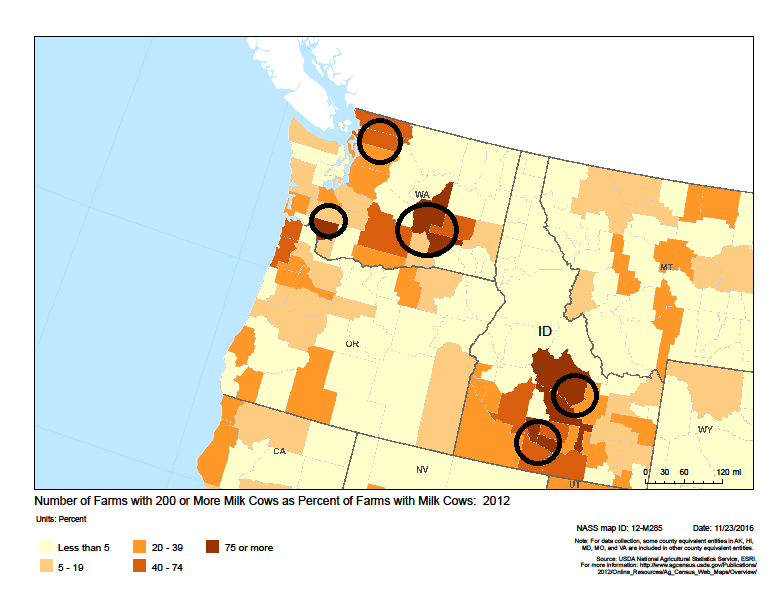 WA
MT
ID
OR
WY
CA
NV
UT
0 30 60 120 mi
Number of Farms with 200 or More Milk Cows as Percent of Farms with Milk Cows: 2012
Units: Percent
Less than 5
20 - 39
75 or more
5 - 19
40 - 74
NASS map ID: 12-M285 Date: 11/23/2016
Note: For data collection, some county equivalent entities in AK, HI,
MD, MO, and VA are included in other county equivalent entities.
Source: USDA National Agricultural Statistics Service, ESRI.
For more information: http://www.agcensus.usda.gov/Publications/
2012/Online_Resources/Ag_Census_Web_Maps/Overview/